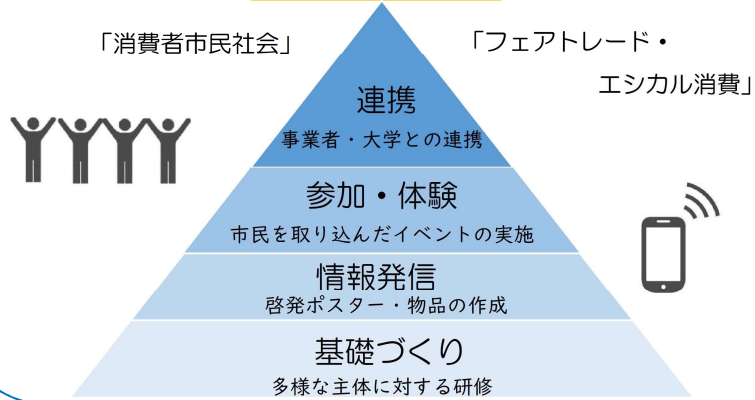 「消費者市民社会」
「フェアトレード・
エシカル消費」
連携
事業者・大学との連携
参加・体験
市民を取り込んだイベントの実施
情報発信
啓発ポスター・物品の作成
基礎づくり
多様な主体に対する研修